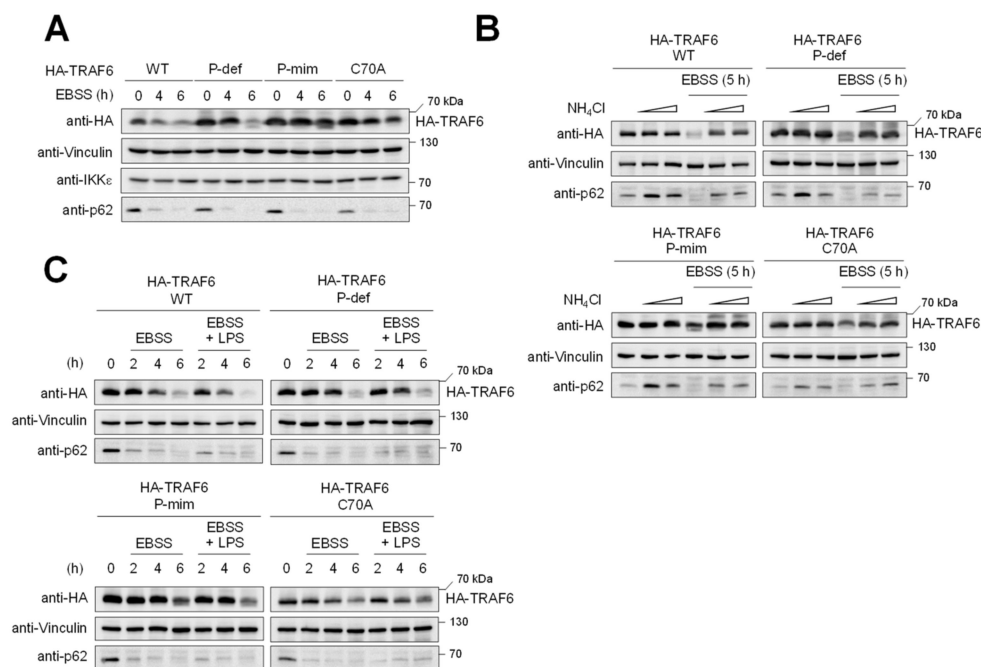 A
HA-TRAF6 WT P-def P-mim C70A
EBSS (h) 0 4 6 0 4 6 0 4 6 0 4 6
70 kDa
anti-HA HA-TRAF6
anti-Vinculin 130
anti-IKKε 70
anti-p62 70
B
HA-TRAF6 WT HA-TRAF6 P-def
EBSS (5 h) EBSS (5 h)
NH₄Cl 70 kDa
anti-HA HA-TRAF6
anti-Vinculin 130
anti-p62 70
HA-TRAF6 P-mim HA-TRAF6 C70A
EBSS (5 h) EBSS (5 h)
NH₄Cl 70 kDa
anti-HA HA-TRAF6
anti-Vinculin 130
anti-p62 70
C
HA-TRAF6 WT HA-TRAF6 P-def
EBSS EBSS + LPS EBSS EBSS + LPS
(h) 0 2 4 6 2 4 6 0 2 4 6 2 4 6
70 kDa
anti-HA HA-TRAF6
anti-Vinculin 130
anti-p62 70
HA-TRAF6 P-mim HA-TRAF6 C70A
EBSS EBSS + LPS EBSS EBSS + LPS
(h) 0 2 4 6 2 4 6 0 2 4 6 2 4 6
70 kDa
anti-HA HA-TRAF6
anti-Vinculin 130
anti-p62 70